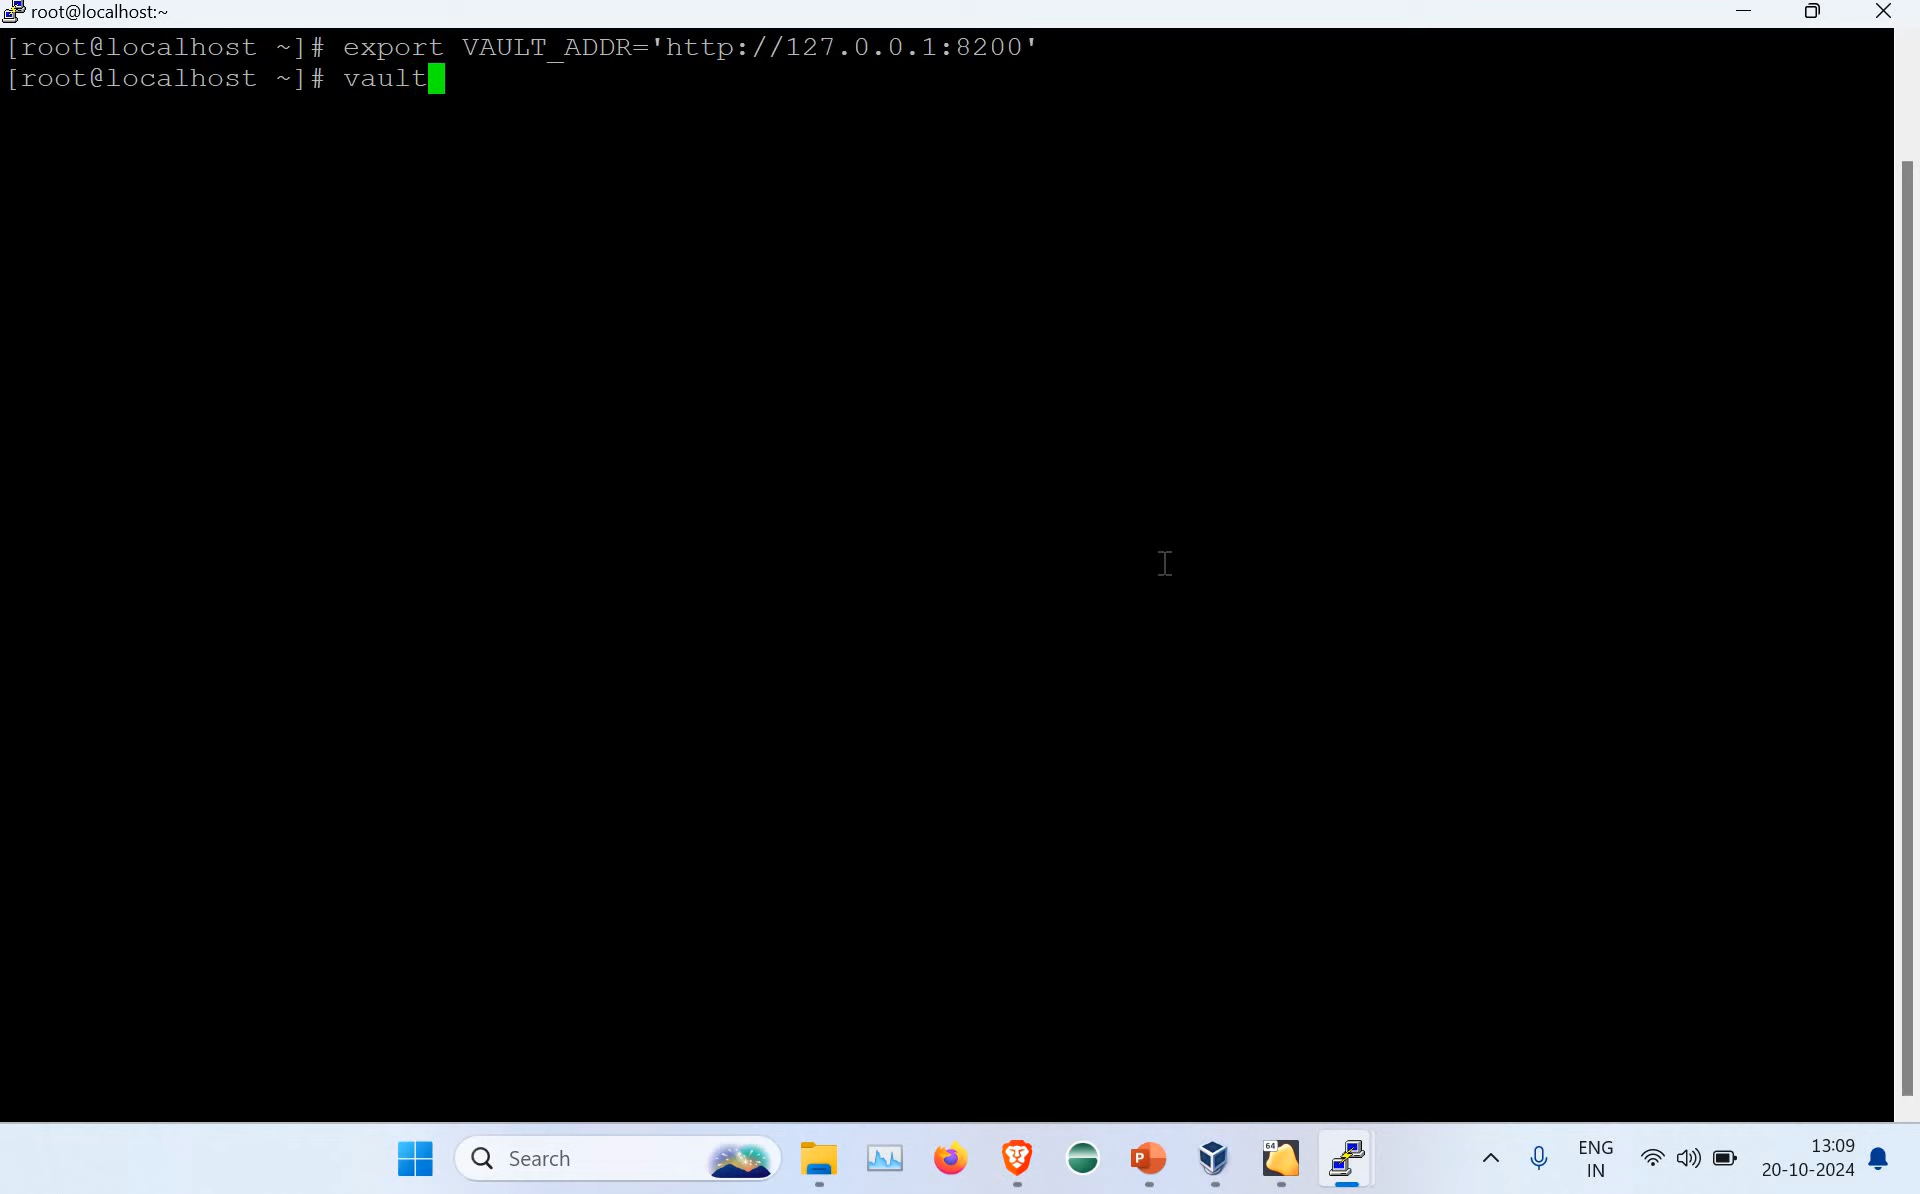 root@localhost:~
[root@localhost ~]# export VAULT_ADDR='http://127.0.0.1:8200'
[root@localhost ~]# vault
Search
64
P
ENG
IN
13:09
20-10-2024